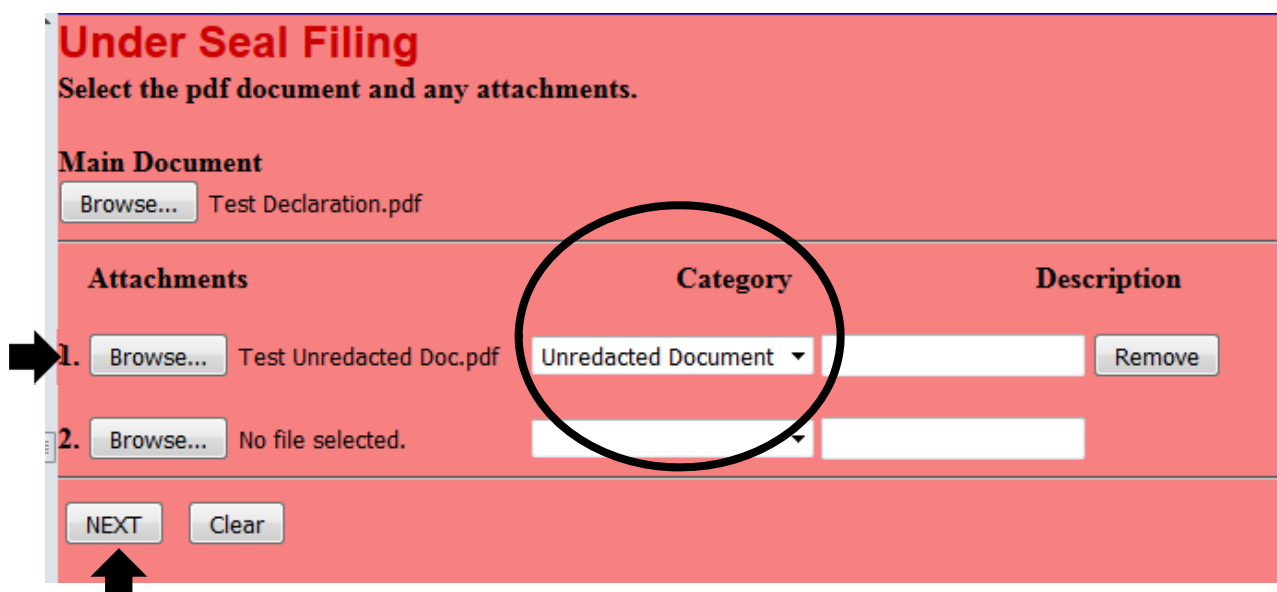 Under Seal Filing
Select the pdf document and any attachments.
Main Document
Browse... Test Declaration.pdf
Attachments Category Description
1. Browse... Test Unredacted Doc.pdf Unredacted Document Remove
2. Browse... No file selected.
NEXT Clear